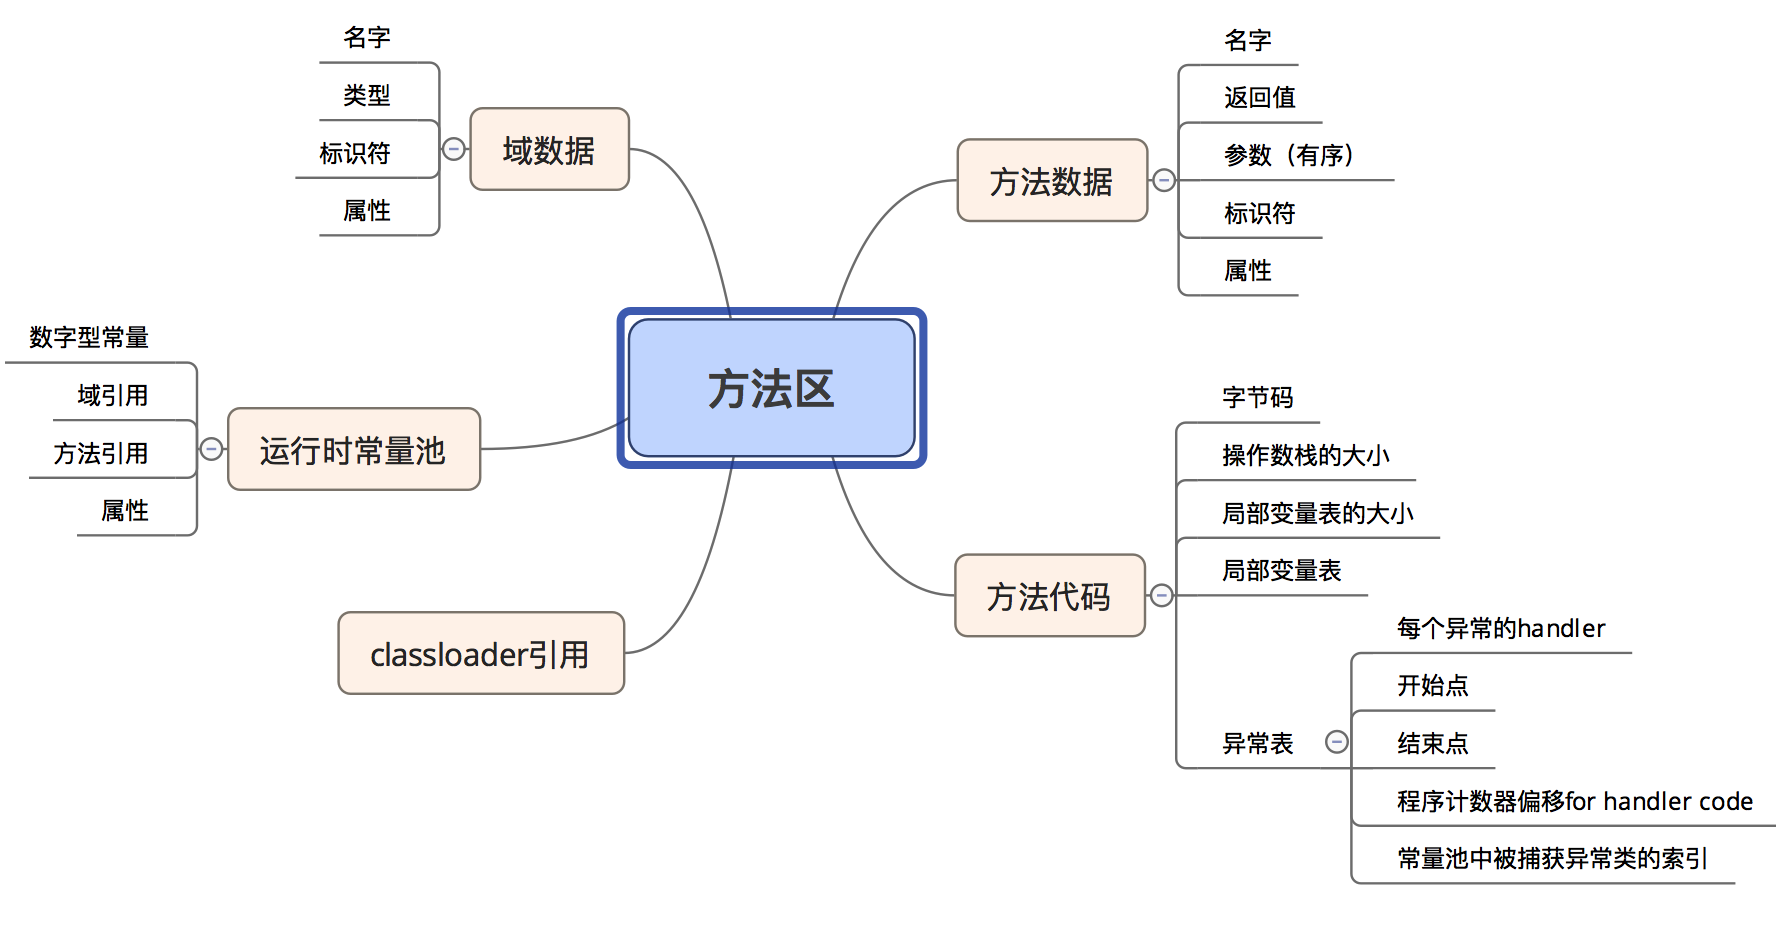 方法区
域数据
名字
类型
标识符
属性
运行时常量池
数字型常量
域引用
方法引用
属性
classloader引用
方法数据
名字
返回值
参数（有序）
标识符
属性
方法代码
字节码
操作数栈的大小
局部变量表的大小
局部变量表
异常表
每个异常的handler
开始点
结束点
程序计数器偏移for handler code
常量池中被捕获异常类的索引